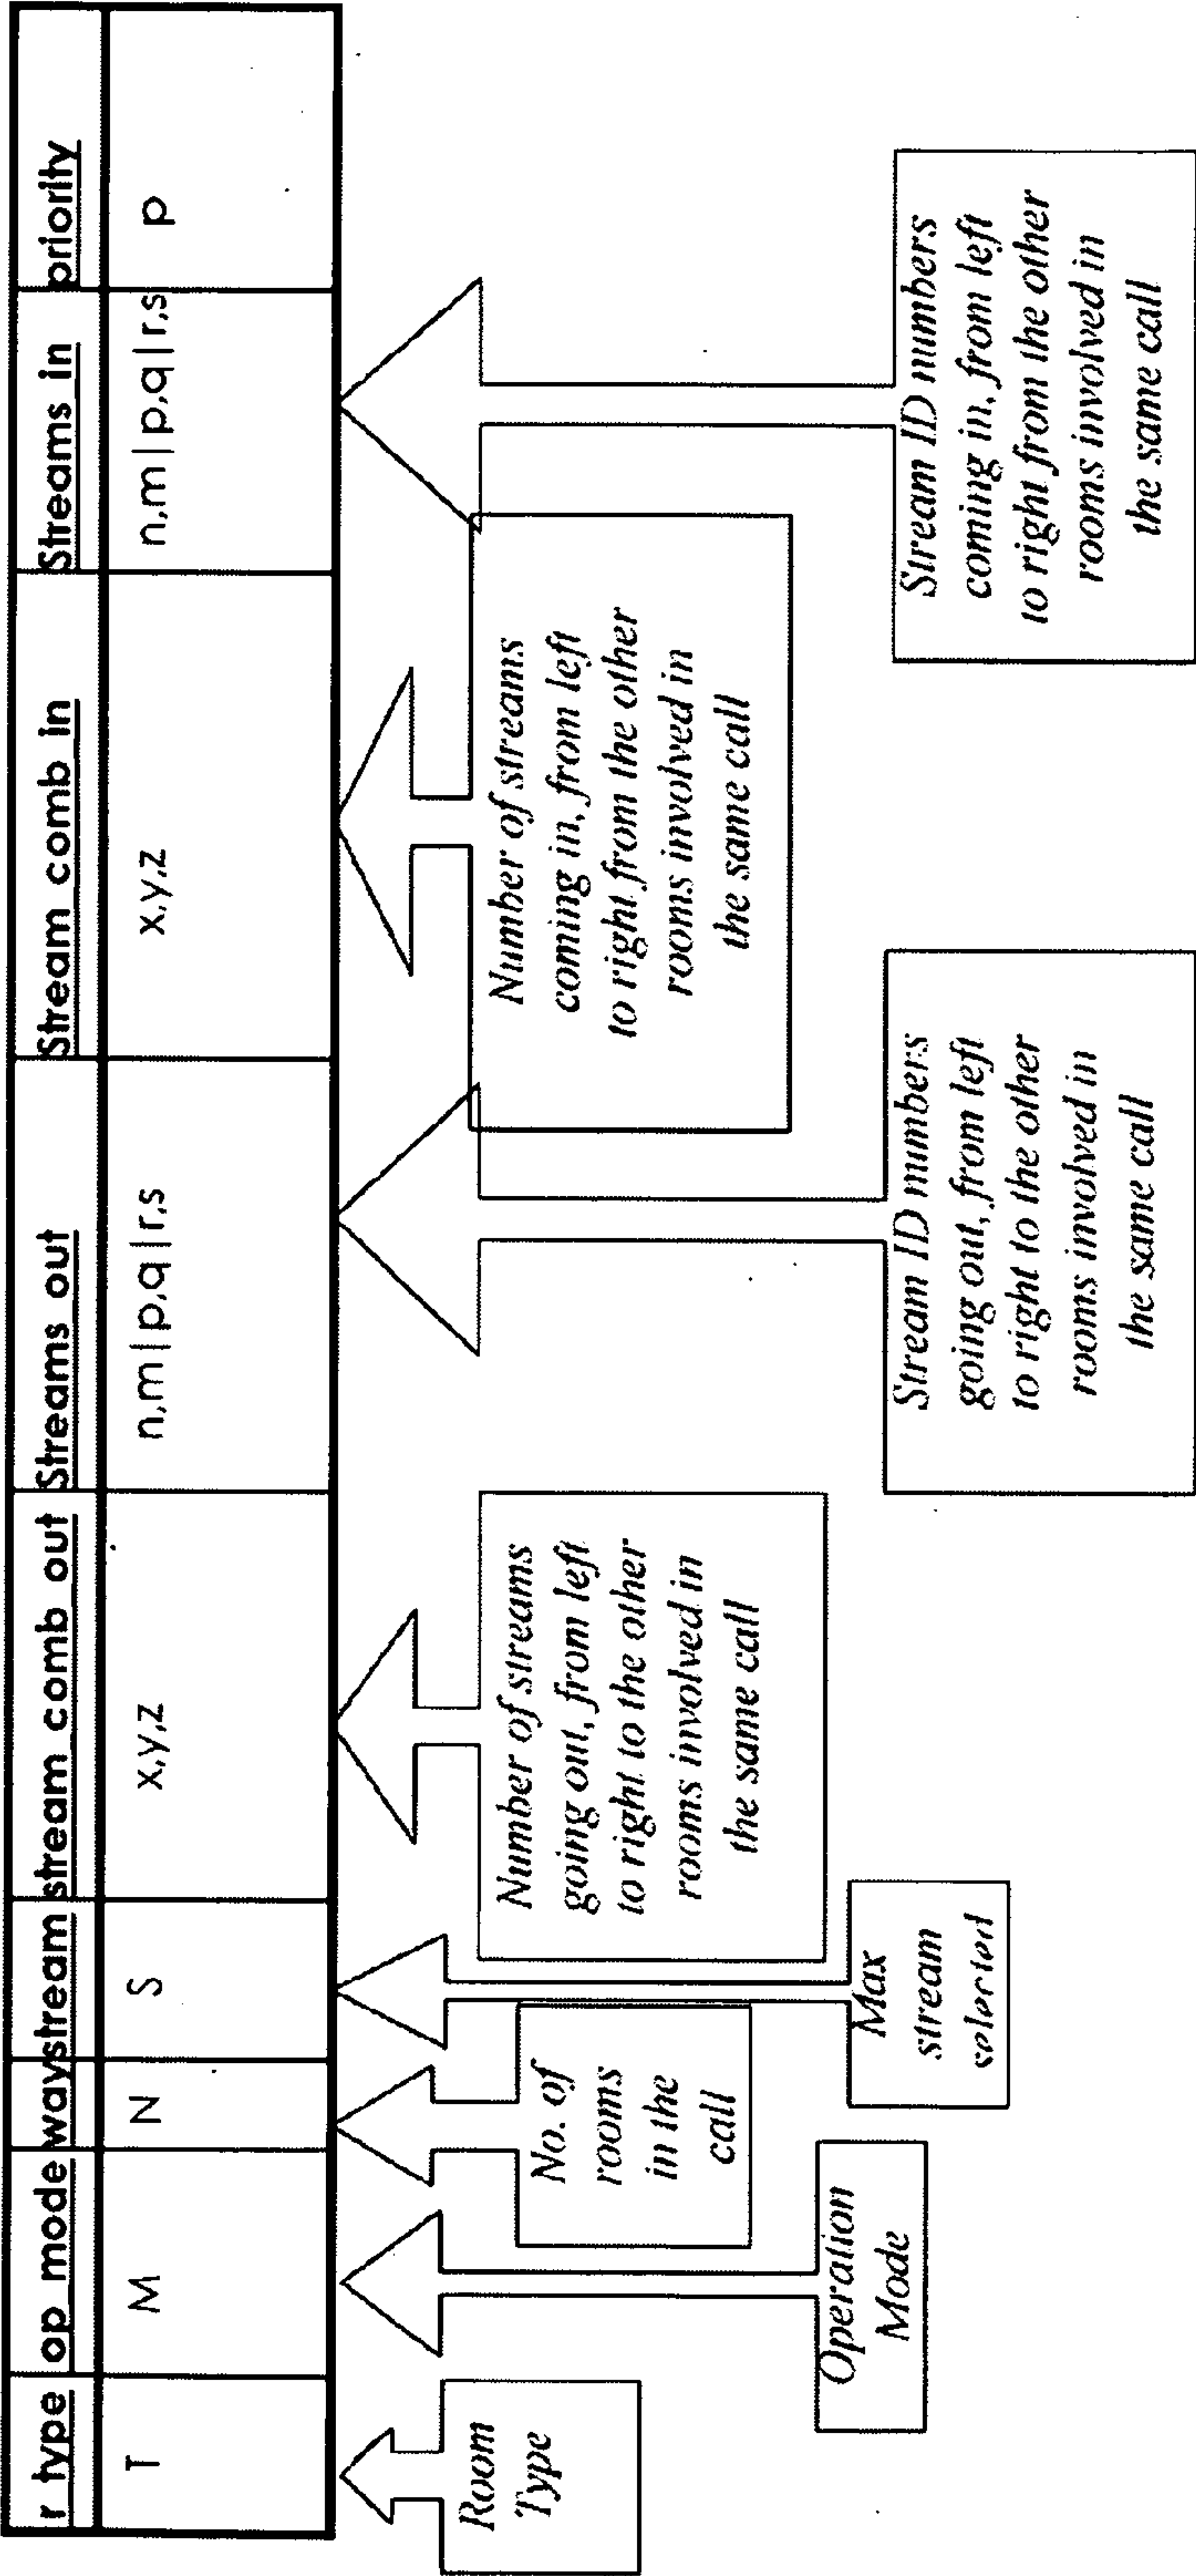 r type op_mode way stream stream comb out Streams out Stream comb in Streams in priority
T M N S x,y,z n,m|p,q|r,s x,y,z n,m|p,q|r,s p
Room
Type
Operation
Mode
No. of
rooms
in the
call
Max
stream
selected
Number of streams
going out, from left
to right to the other
rooms involved in
the same call
Stream ID numbers
going out, from left
to right to the other
rooms involved in
the same call
Number of streams
coming in, from left
to right from the other
rooms involved in
the same call
Stream ID numbers
coming in, from left
to right from the other
rooms involved in
the same call